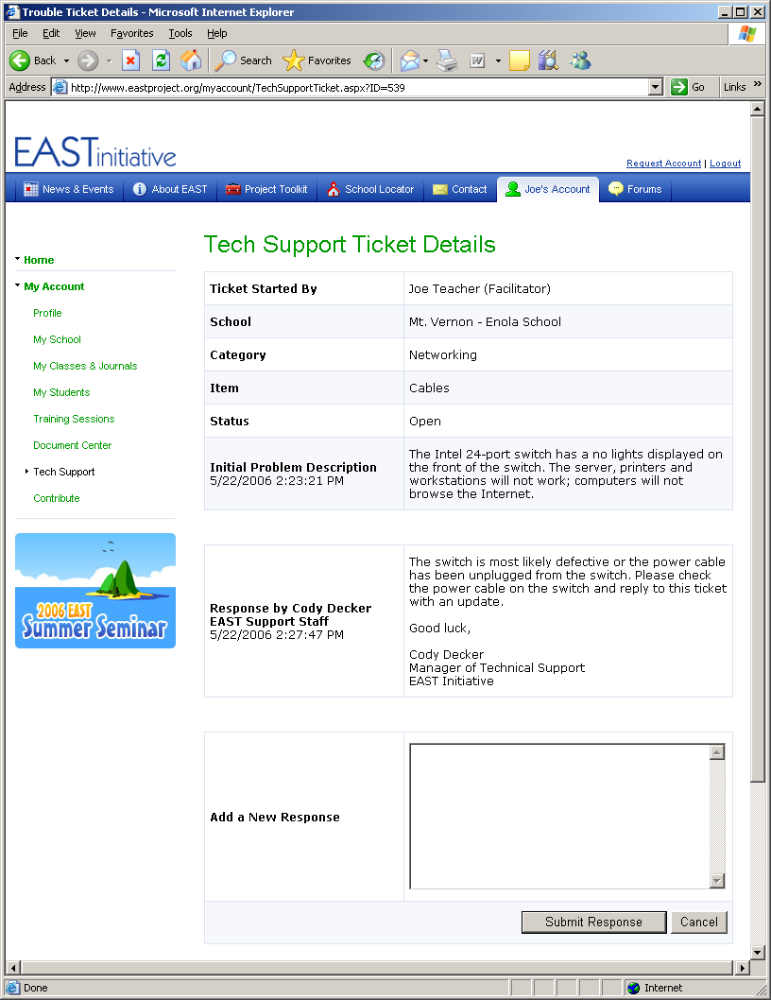 Trouble Ticket Details - Microsoft Internet Explorer
File Edit View Favorites Tools Help
Back Search Favorites W
Address http://www.eastproject.org/myaccount/TechSupportTicket.aspx?ID=539 Go Links »
EASTinitiative
Request Account | Logout
News & Events About EAST Project Toolkit School Locator Contact Joe's Account Forums
Tech Support Ticket Details
Home
My Account
Profile
My School
My Classes & Journals
My Students
Training Sessions
Document Center
Tech Support
Contribute
2006 EAST
Summer Seminar
Ticket Started By Joe Teacher (Facilitator)
School Mt. Vernon - Enola School
Category Networking
Item Cables
Status Open
Initial Problem Description
5/22/2006 2:23:21 PM
The Intel 24-port switch has a no lights displayed on
the front of the switch. The server, printers and
workstations will not work; computers will not
browse the Internet.
Response by Cody Decker
EAST Support Staff
5/22/2006 2:27:47 PM
The switch is most likely defective or the power cable
has been unplugged from the switch. Please check
the power cable on the switch and reply to this ticket
with an update.
Good luck,
Cody Decker
Manager of Technical Support
EAST Initiative
Add a New Response
Submit Response Cancel
Done Internet